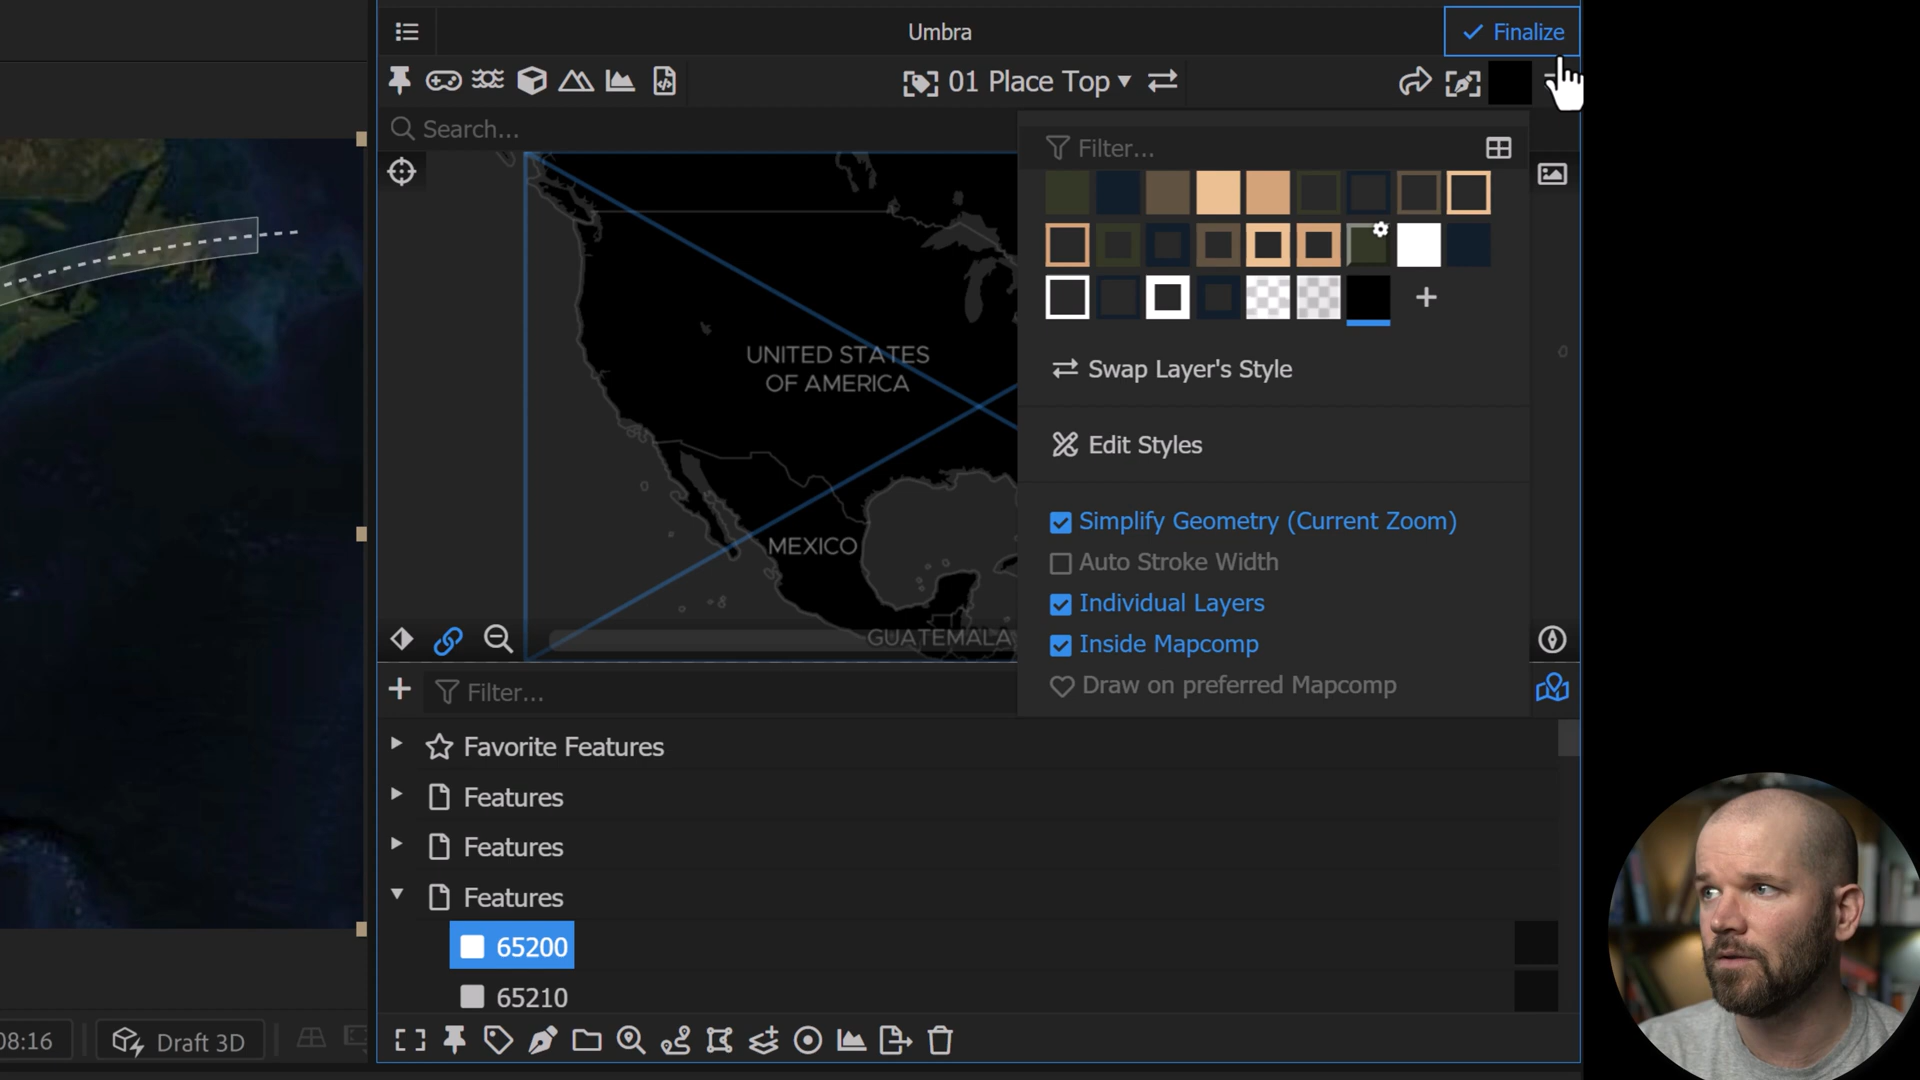 Umbra
Finalize
01 Place Top
Search...
Filter...
Swap Layer's Style
Edit Styles
Simplify Geometry (Current Zoom)
Auto Stroke Width
Individual Layers
Inside Mapcomp
Draw on preferred Mapcomp
UNITED STATES
OF AMERICA
MEXICO
GUATEMALA
Filter...
Favorite Features
Features
Features
Features
65200
65210
08:16
Draft 3D